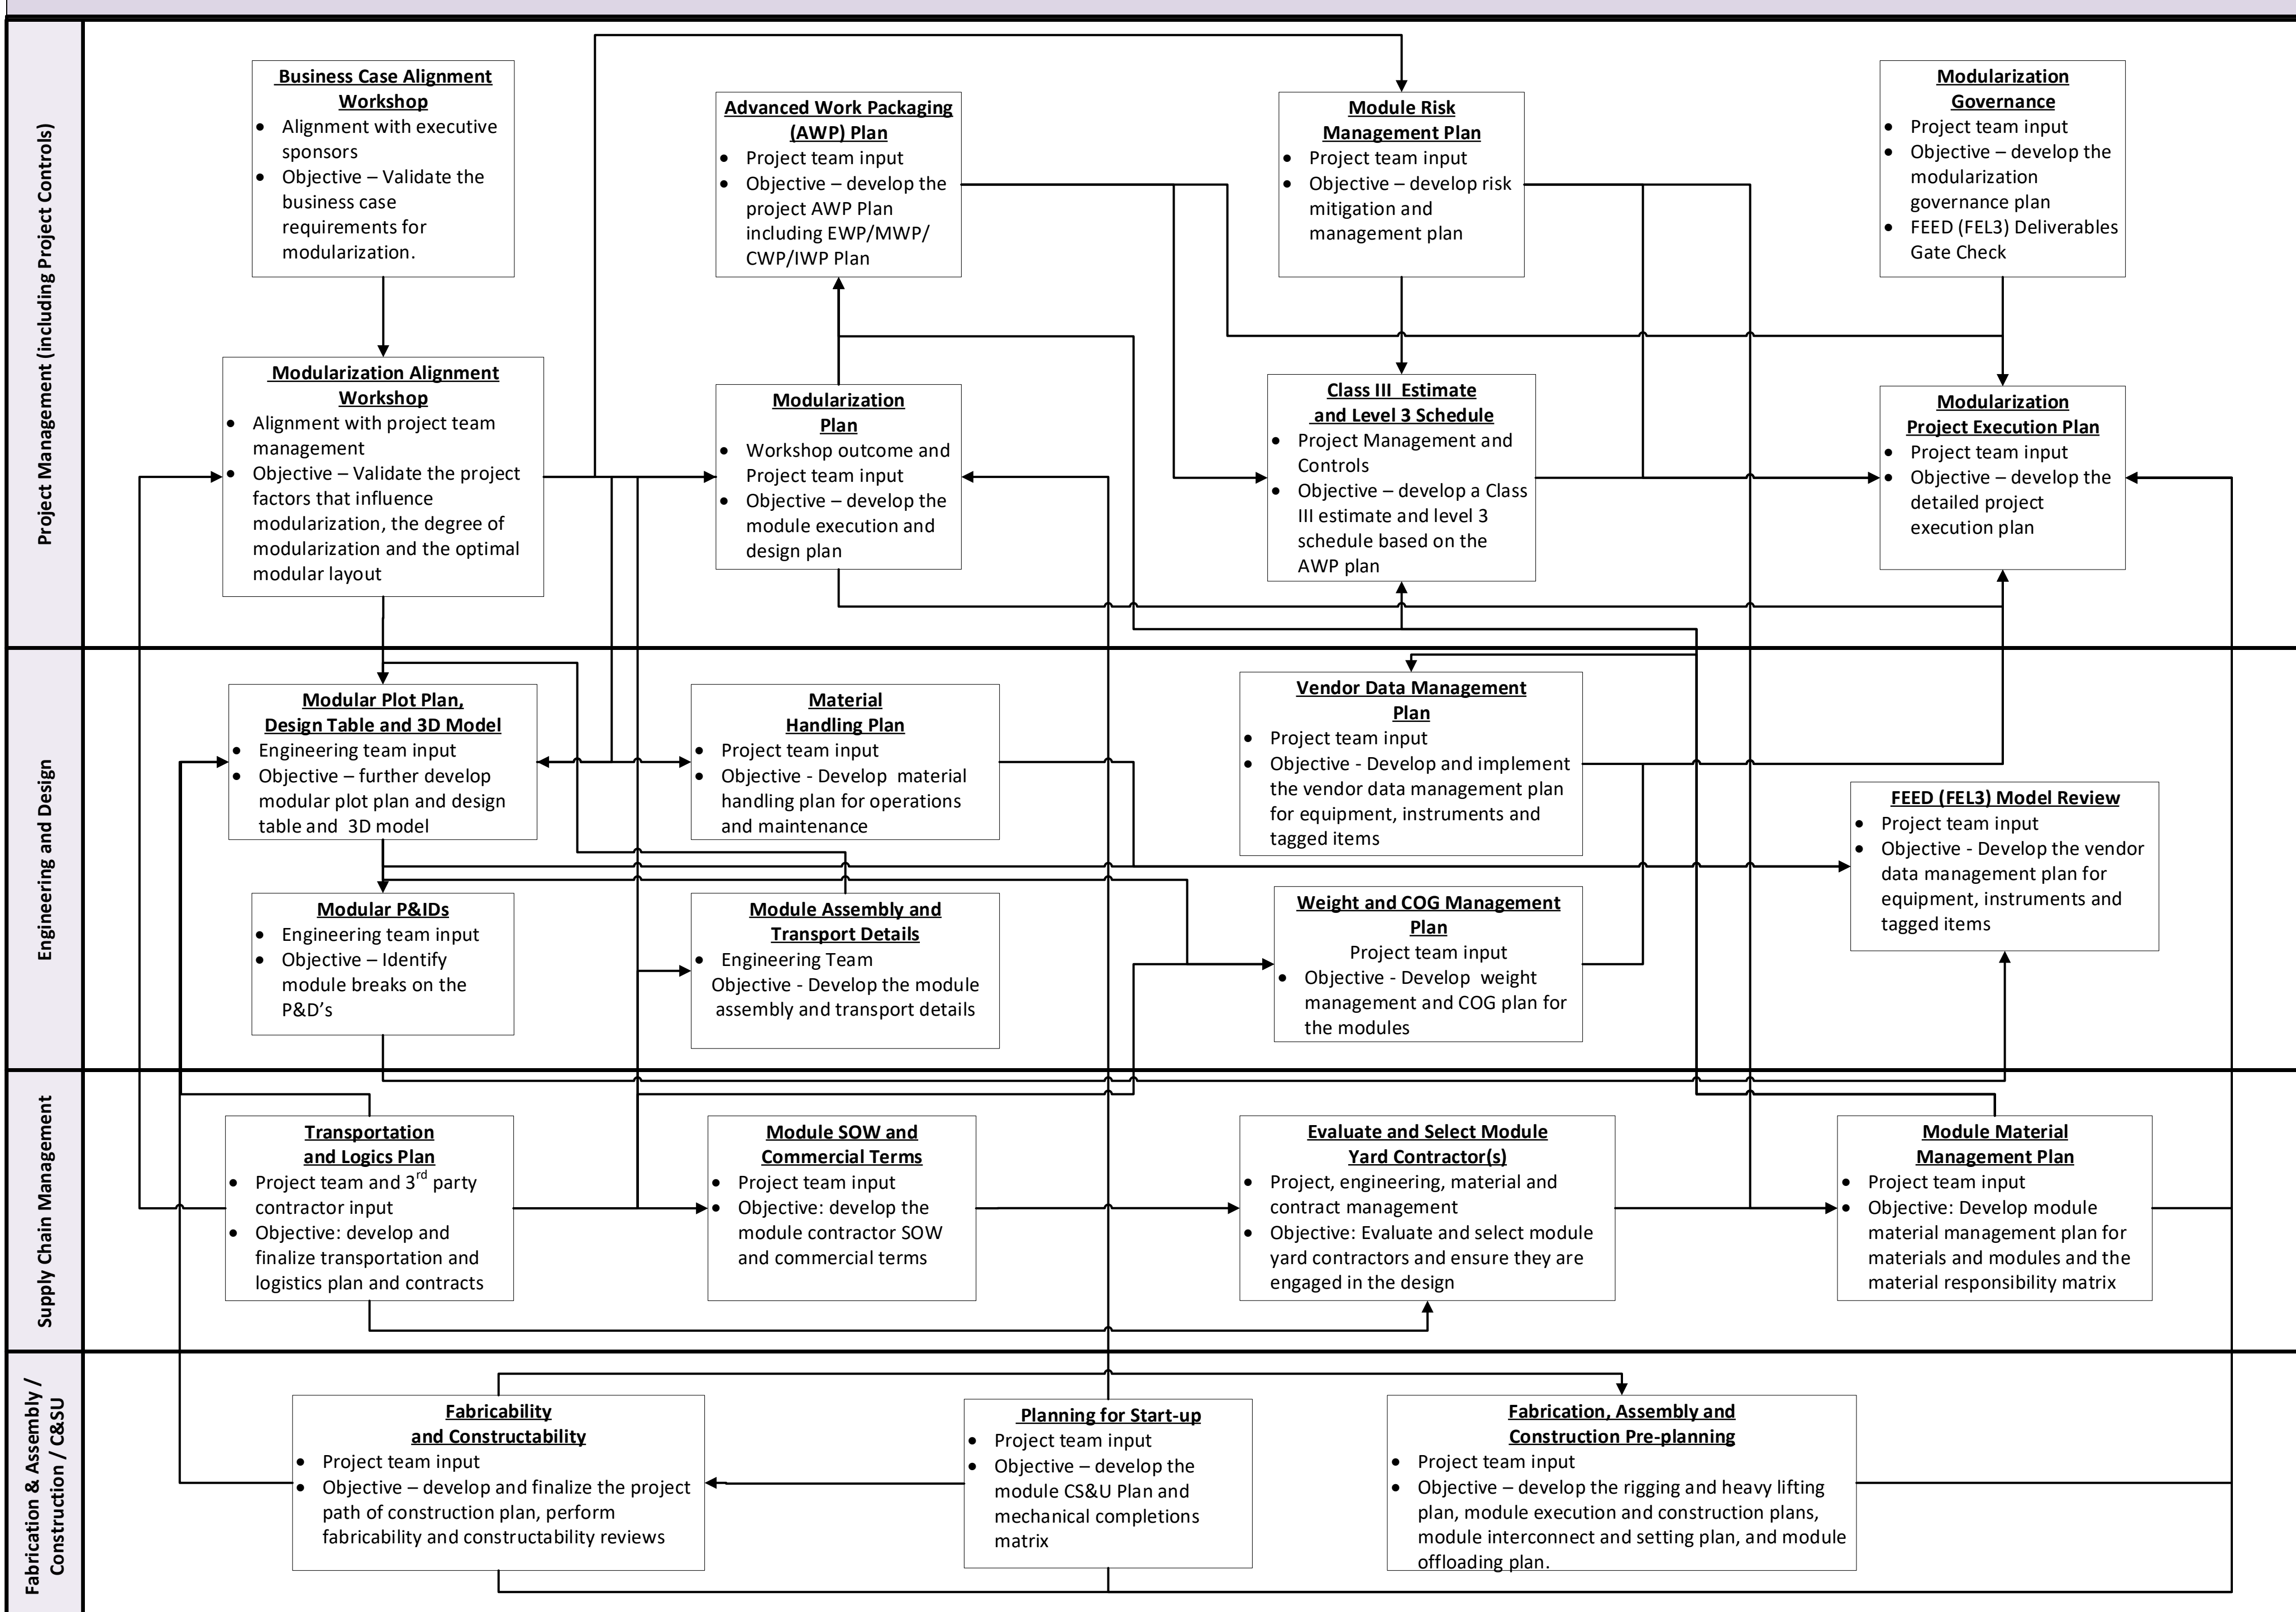 Project Management (including Project Controls)
Business Case Alignment
Workshop
• Alignment with executive
sponsors
• Objective – Validate the
business case
requirements for
modularization.
Advanced Work Packaging
(AWP) Plan
• Project team input
• Objective – develop the
project AWP Plan
including EWP/MWP/
CWP/IWP Plan
Module Risk
Management Plan
• Project team input
• Objective – develop risk
mitigation and
management plan
Modularization
Governance
• Project team input
• Objective – develop the
modularization
governance plan
• FEED (FEL3) Deliverables
Gate Check
Modularization Alignment
Workshop
• Alignment with project team
management
• Objective – Validate the project
factors that influence
modularization, the degree of
modularization and the optimal
modular layout
Modularization
Plan
• Workshop outcome and
Project team input
• Objective – develop the
module execution and
design plan
Class III Estimate
and Level 3 Schedule
• Project Management and
Controls
• Objective – develop a Class
III estimate and level 3
schedule based on the
AWP plan
Modularization
Project Execution Plan
• Project team input
• Objective – develop the
detailed project
execution plan
Engineering and Design
Modular Plot Plan,
Design Table and 3D Model
• Engineering team input
• Objective – further develop
modular plot plan and design
table and 3D model
Material
Handling Plan
• Project team input
• Objective - Develop material
handling plan for operations
and maintenance
Vendor Data Management
Plan
• Project team input
• Objective - Develop and implement
the vendor data management plan
for equipment, instruments and
tagged items
FEED (FEL3) Model Review
• Project team input
• Objective - Develop the vendor
data management plan for
equipment, instruments and
tagged items
Modular P&IDs
• Engineering team input
• Objective – Identify
module breaks on the
P&D’s
Module Assembly and
Transport Details
• Engineering Team
Objective - Develop the module
assembly and transport details
Weight and COG Management
Plan
Project team input
• Objective - Develop weight
management and COG plan for
the modules
Supply Chain Management
Transportation
and Logics Plan
• Project team and 3rd party
contractor input
• Objective: develop and
finalize transportation and
logistics plan and contracts
Module SOW and
Commercial Terms
• Project team input
• Objective: develop the
module contractor SOW
and commercial terms
Evaluate and Select Module
Yard Contractor(s)
• Project, engineering, material and
contract management
• Objective: Evaluate and select module
yard contractors and ensure they are
engaged in the design
Module Material
Management Plan
• Project team input
• Objective: Develop module
material management plan for
materials and modules and the
material responsibility matrix
Fabrication & Assembly /
Construction / C&SU
Fabricability
and Constructability
• Project team input
• Objective – develop and finalize the project
path of construction plan, perform
fabricability and constructability reviews
Planning for Start-up
• Project team input
• Objective – develop the
module CS&U Plan and
mechanical completions
matrix
Fabrication, Assembly and
Construction Pre-planning
• Project team input
• Objective – develop the rigging and heavy lifting
plan, module execution and construction plans,
module interconnect and setting plan, and module
offloading plan.